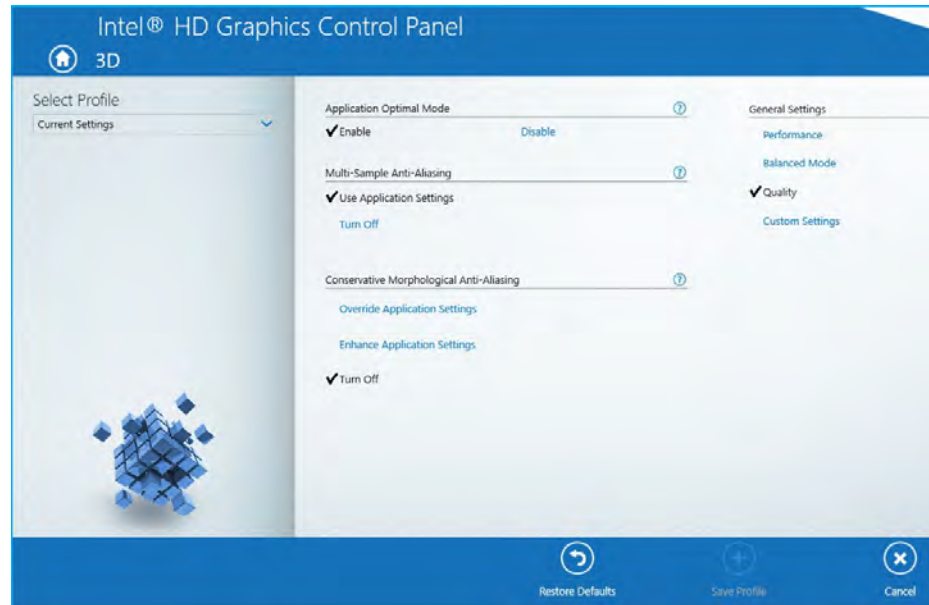 Intel® HD Graphics Control Panel
3D
Select Profile
Current Settings
Application Optimal Mode
Enable
Disable
Multi-Sample Anti-Aliasing
Use Application Settings
Turn Off
Conservative Morphological Anti-Aliasing
Override Application Settings
Enhance Application Settings
Turn Off
General Settings
Performance
Balanced Mode
Quality
Custom Settings
Restore Defaults
Save Profile
Cancel